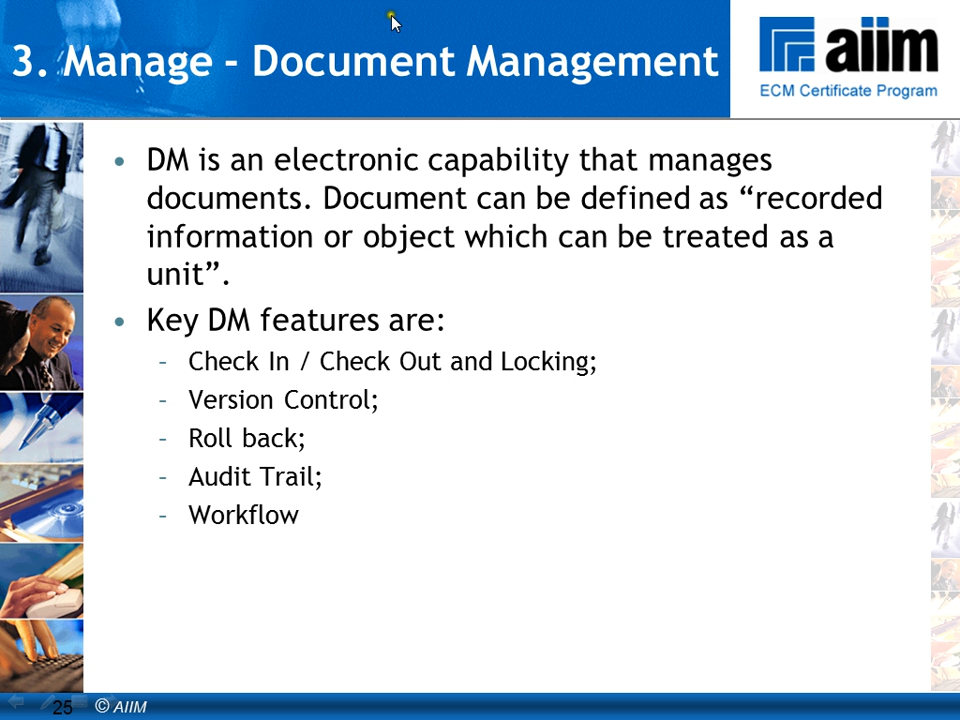 3. Manage - Document Management
aiim
ECM Certificate Program
• DM is an electronic capability that manages
documents. Document can be defined as “recorded
information or object which can be treated as a
unit”.
• Key DM features are:
– Check In / Check Out and Locking;
– Version Control;
– Roll back;
– Audit Trail;
– Workflow
25 © AIIM